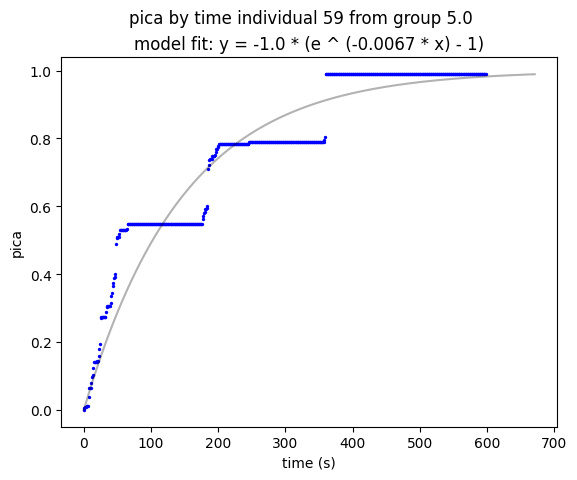 pica by time individual 59 from group 5.0
model fit: y = -1.0 * (e ^ (-0.0067 * x) - 1)
1.0
0.8
0.6
0.4
0.2
0.0
pica
0 100 200 300 400 500 600 700
time (s)